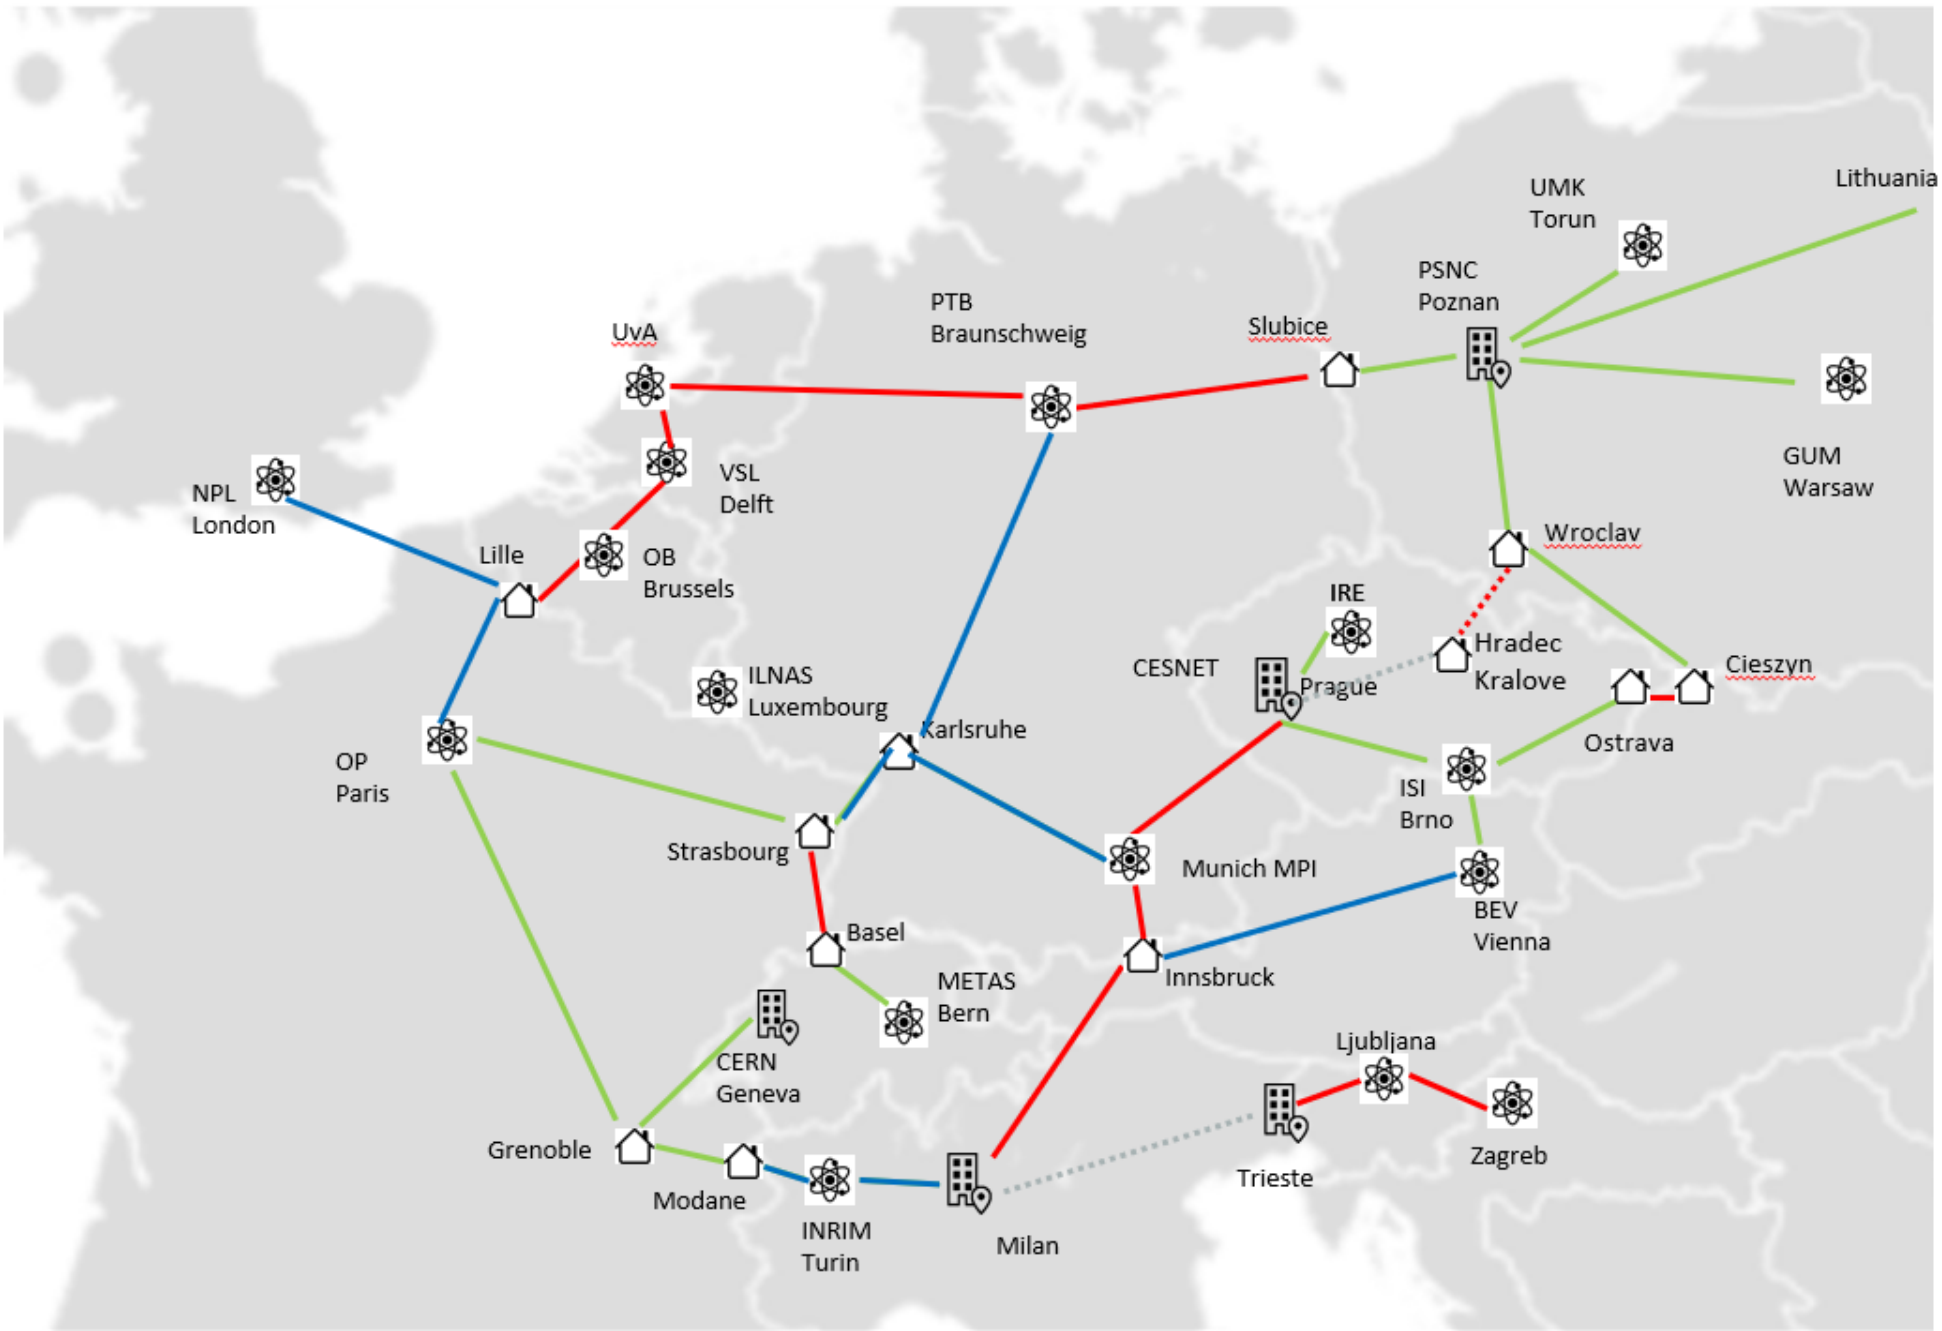 Lithuania
UMK
Torun
PSNC
Poznan
PTB
Braunschweig
Slubice
UvA
GUM
Warsaw
VSL
Delft
NPL
London
Wroclav
Lille
OB
Brussels
IRE
Hradec
Kralove
CESNET
Prague
Cieszyn
ILNAS
Luxembourg
Karlsruhe
Ostrava
OP
Paris
ISI
Brno
Strasbourg
Munich MPI
BEV
Vienna
Basel
Innsbruck
METAS
Bern
Ljubljana
CERN
Geneva
Grenoble
Zagreb
Trieste
Modane
INRIM
Turin
Milan